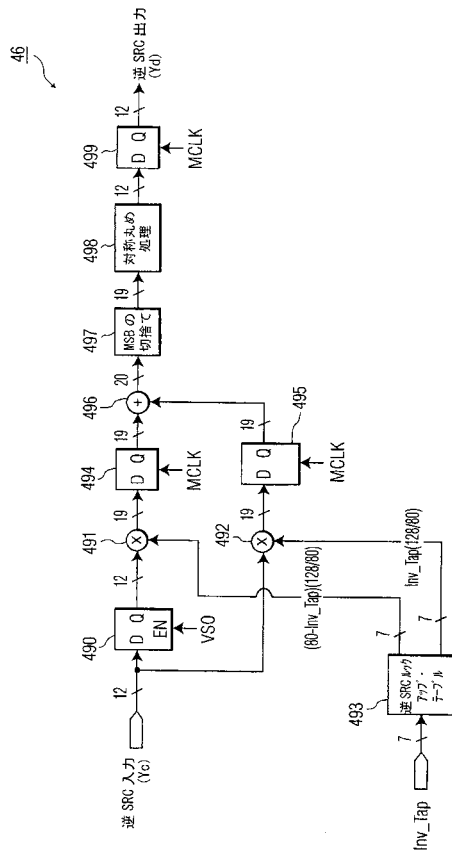 46
逆 SRC 入力
(Yc)
12
490
D Q
EN
VSO
12
491
X
19
494
D Q
MCLK
19
496
+
20
497
MSBの
切捨て
19
498
対称丸め
処理
12
499
D Q
MCLK
12
逆 SRC 出力
(Yd)
492
X
19
495
D Q
MCLK
19
(80-Inv_Tap)(128/80)
Inv_Tap(128/80)
Inv_Tap
7
493
逆 SRC ルック
アップ・
テーブル
7
7